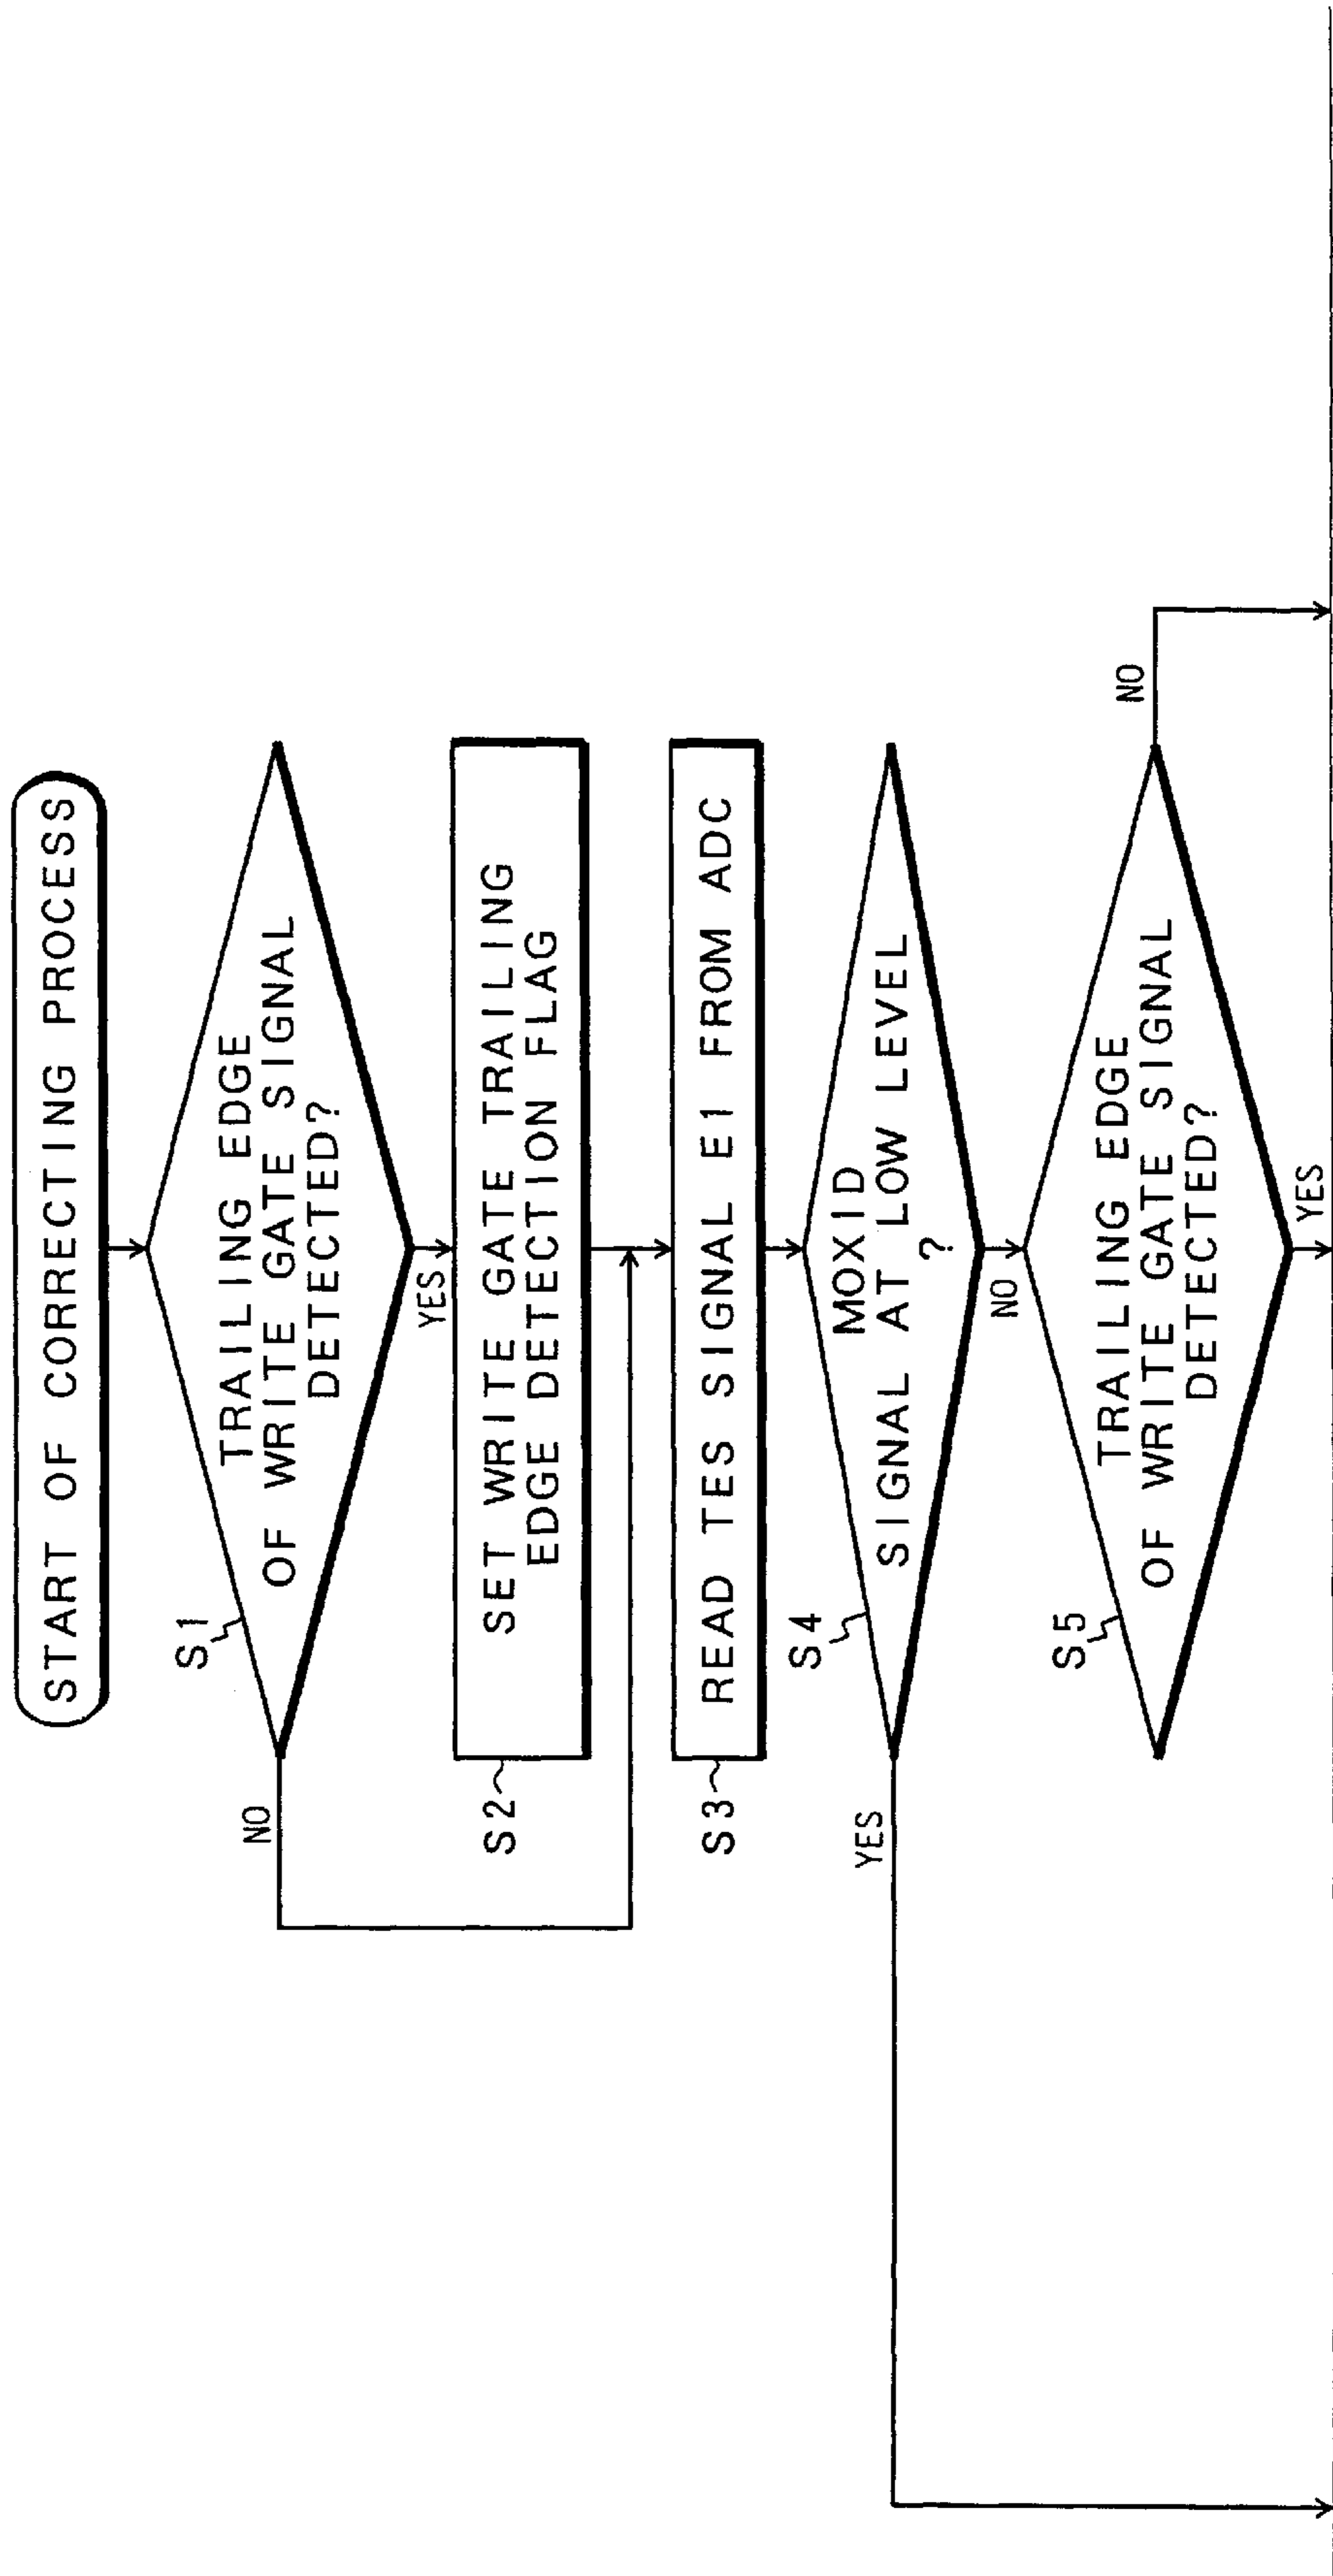 START OF CORRECTING PROCESS
S1
TRAILING EDGE
OF WRITE GATE SIGNAL
DETECTED?
NO
YES
S2
SET WRITE GATE TRAILING
EDGE DETECTION FLAG
S3
READ TES SIGNAL E1 FROM ADC
S4
MOXID
SIGNAL AT LOW LEVEL
?
YES
NO
S5
TRAILING EDGE
OF WRITE GATE SIGNAL
DETECTED?
NO
YES